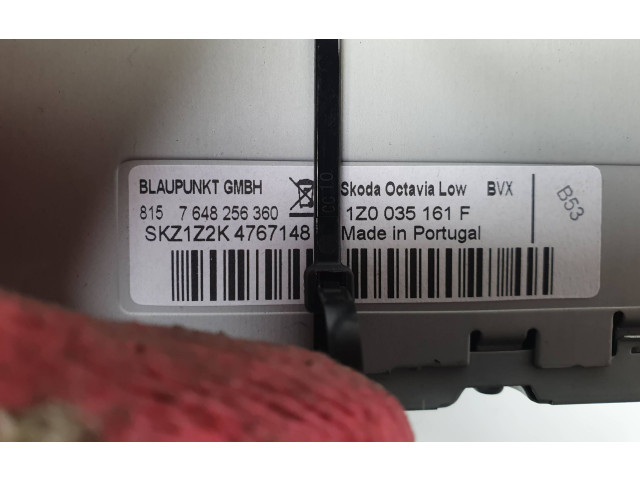 BLAUPUNKT GMBH Skoda Octavia Low BVX
815 7 648 256 360 1Z0 035 161 F
SKZ1Z2K 4767148 Made in Portugal
B53